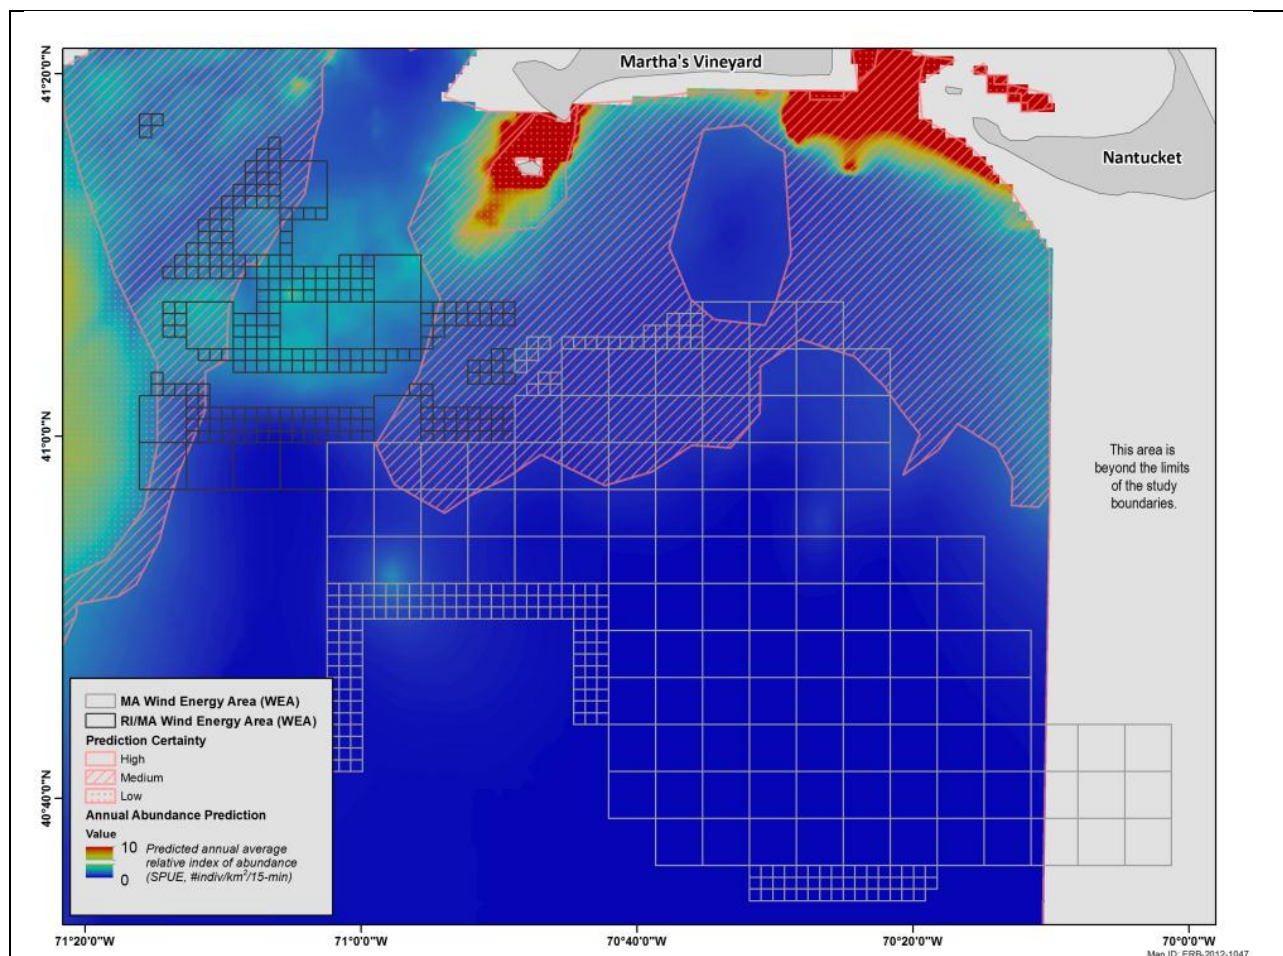 Martha's Vineyard
Nantucket
This area is
beyond the limits
of the study
boundaries.
41°20'0"N
41°0'0"N
40°40'0"N
MA Wind Energy Area (WEA)
RI/MA Wind Energy Area (WEA)
Prediction Certainty
High
Medium
Low
Annual Abundance Prediction
Value
10 Predicted annual average
relative index of abundance
0 (SPUE, #indiv/km²/15-min)
71°20'0"W 71°0'0"W 70°40'0"W 70°20'0"W 70°0'0"W
Map ID: ERB-2012-1047